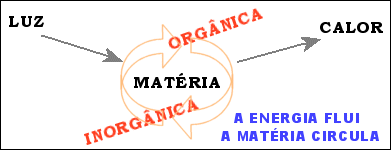 LUZ
ORGÂNICA
CALOR
MATÉRIA
INORGÂNICA
A ENERGIA FLUI
A MATÉRIA CIRCULA